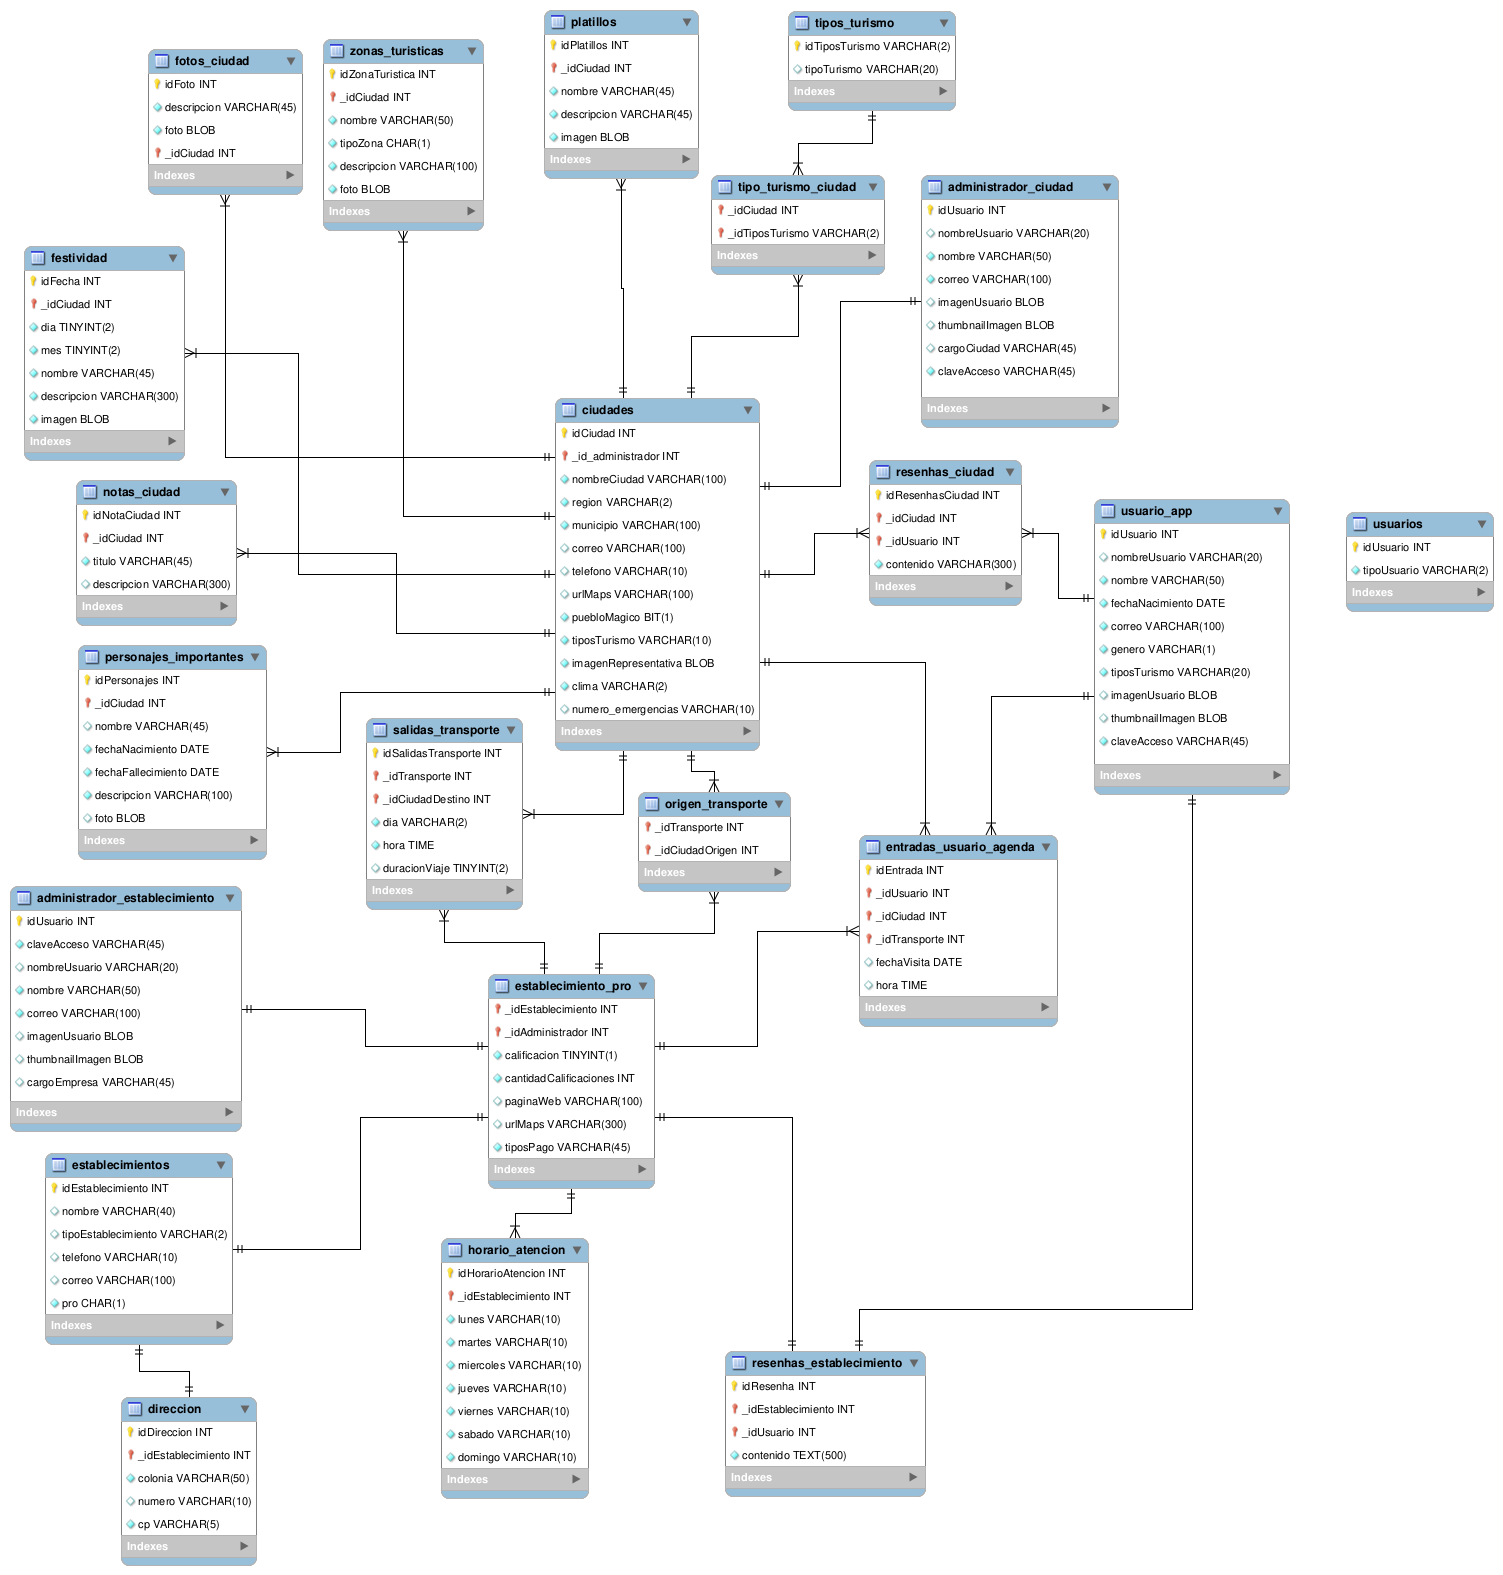 platillos
idPlatillos INT
_idCiudad INT
nombre VARCHAR(45)
descripcion VARCHAR(45)
imagen BLOB
Indexes
tipos_turismo
idTiposTurismo VARCHAR(2)
tipoTurismo VARCHAR(20)
Indexes
zonas_turisticas
idZonaTuristica INT
_idCiudad INT
nombre VARCHAR(50)
tipoZona CHAR(1)
descripcion VARCHAR(100)
foto BLOB
Indexes
fotos_ciudad
idFoto INT
descripcion VARCHAR(45)
foto BLOB
_idCiudad INT
Indexes
tipo_turismo_ciudad
_idCiudad INT
_idTiposTurismo VARCHAR(2)
Indexes
administrador_ciudad
idUsuario INT
nombreUsuario VARCHAR(20)
nombre VARCHAR(50)
correo VARCHAR(100)
imagenUsuario BLOB
thumbnailImagen BLOB
cargoCiudad VARCHAR(45)
claveAcceso VARCHAR(45)
Indexes
festividad
idFecha INT
_idCiudad INT
dia TINYINT(2)
mes TINYINT(2)
nombre VARCHAR(45)
descripcion VARCHAR(300)
imagen BLOB
Indexes
ciudades
idCiudad INT
_id_administrador INT
nombreCiudad VARCHAR(100)
region VARCHAR(2)
municipio VARCHAR(100)
correo VARCHAR(100)
telefono VARCHAR(10)
urlMaps VARCHAR(100)
puebloMagico BIT(1)
tiposTurismo VARCHAR(10)
imagenRepresentativa BLOB
clima VARCHAR(2)
numero_emergencias VARCHAR(10)
Indexes
resenhas_ciudad
idResenhasCiudad INT
_idCiudad INT
_idUsuario INT
contenido VARCHAR(300)
Indexes
notas_ciudad
idNotaCiudad INT
_idCiudad INT
titulo VARCHAR(45)
descripcion VARCHAR(300)
Indexes
usuario_app
idUsuario INT
nombreUsuario VARCHAR(20)
nombre VARCHAR(50)
fechaNacimiento DATE
correo VARCHAR(100)
genero VARCHAR(1)
tiposTurismo VARCHAR(20)
imagenUsuario BLOB
thumbnailImagen BLOB
claveAcceso VARCHAR(45)
Indexes
usuarios
idUsuario INT
tipoUsuario VARCHAR(2)
Indexes
personajes_importantes
idPersonajes INT
_idCiudad INT
nombre VARCHAR(45)
fechaNacimiento DATE
fechaFallecimiento DATE
descripcion VARCHAR(100)
foto BLOB
Indexes
salidas_transporte
idSalidasTransporte INT
_idTransporte INT
_idCiudadDestino INT
dia VARCHAR(2)
hora TIME
duracionViaje TINYINT(2)
Indexes
origen_transporte
_idTransporte INT
_idCiudadOrigen INT
Indexes
entradas_usuario_agenda
idEntrada INT
_idUsuario INT
_idCiudad INT
_idTransporte INT
fechaVisita DATE
hora TIME
Indexes
administrador_establecimiento
idUsuario INT
claveAcceso VARCHAR(45)
nombreUsuario VARCHAR(20)
nombre VARCHAR(50)
correo VARCHAR(100)
imagenUsuario BLOB
thumbnailImagen BLOB
cargoEmpresa VARCHAR(45)
Indexes
establecimiento_pro
_idEstablecimiento INT
_idAdministrador INT
calificacion TINYINT(1)
cantidadCalificaciones INT
paginaWeb VARCHAR(100)
urlMaps VARCHAR(300)
tiposPago VARCHAR(45)
Indexes
establecimientos
idEstablecimiento INT
nombre VARCHAR(40)
tipoEstablecimiento VARCHAR(2)
telefono VARCHAR(10)
correo VARCHAR(100)
pro CHAR(1)
Indexes
horario_atencion
idHorarioAtencion INT
_idEstablecimiento INT
lunes VARCHAR(10)
martes VARCHAR(10)
miercoles VARCHAR(10)
jueves VARCHAR(10)
viernes VARCHAR(10)
sabado VARCHAR(10)
domingo VARCHAR(10)
Indexes
resenhas_establecimiento
idResenha INT
_idEstablecimiento INT
_idUsuario INT
contenido TEXT(500)
Indexes
direccion
idDireccion INT
_idEstablecimiento INT
colonia VARCHAR(50)
numero VARCHAR(10)
cp VARCHAR(5)
Indexes